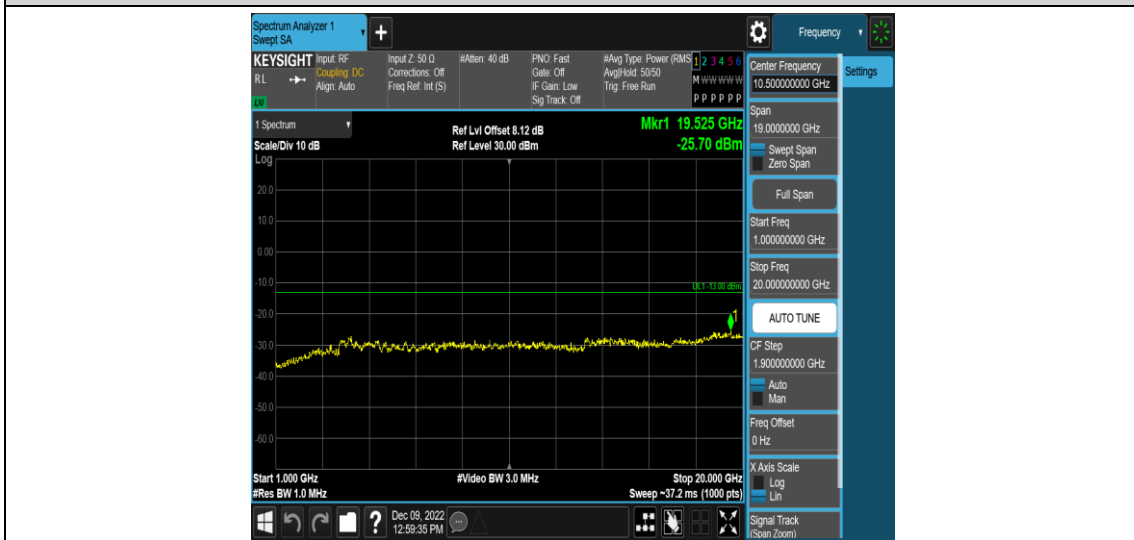 Spectrum Analyzer 1
Swept SA
+
Frequency
KEYSIGHT
RL
LNI
Input: RF
Coupling: DC
Align: Auto
Input Z: 50 Ω
Corrections: Off
Freq Ref: Int (S)
#Atten: 40 dB
PNO: Fast
Gate: Off
IF Gain: Low
Sig Track: Off
#Avg Type: Power (RMS
Avg|Hold: 50/50
Trig: Free Run
1 2 3 4 5 6
M W W W W W
P P P P P P
1 Spectrum
Scale/Div 10 dB
Ref Lvl Offset 8.12 dB
Ref Level 30.00 dBm
Mkr1 19.525 GHz
-25.70 dBm
Log
20.0
10.0
0.00
-10.0
-20.0
-30.0
-40.0
-50.0
-60.0
DL1 -13.00 dBm
1
Start 1.000 GHz
#Res BW 1.0 MHz
#Video BW 3.0 MHz
Stop 20.000 GHz
Sweep ~37.2 ms (1000 pts)
Dec 09, 2022
12:59:35 PM
Center Frequency
10.500000000 GHz
Settings
Span
19.0000000 GHz
Swept Span
Zero Span
Full Span
Start Freq
1.000000000 GHz
Stop Freq
20.000000000 GHz
AUTO TUNE
CF Step
1.900000000 GHz
Auto
Man
Freq Offset
0 Hz
X Axis Scale
Log
Lin
Signal Track
(Span Zoom)